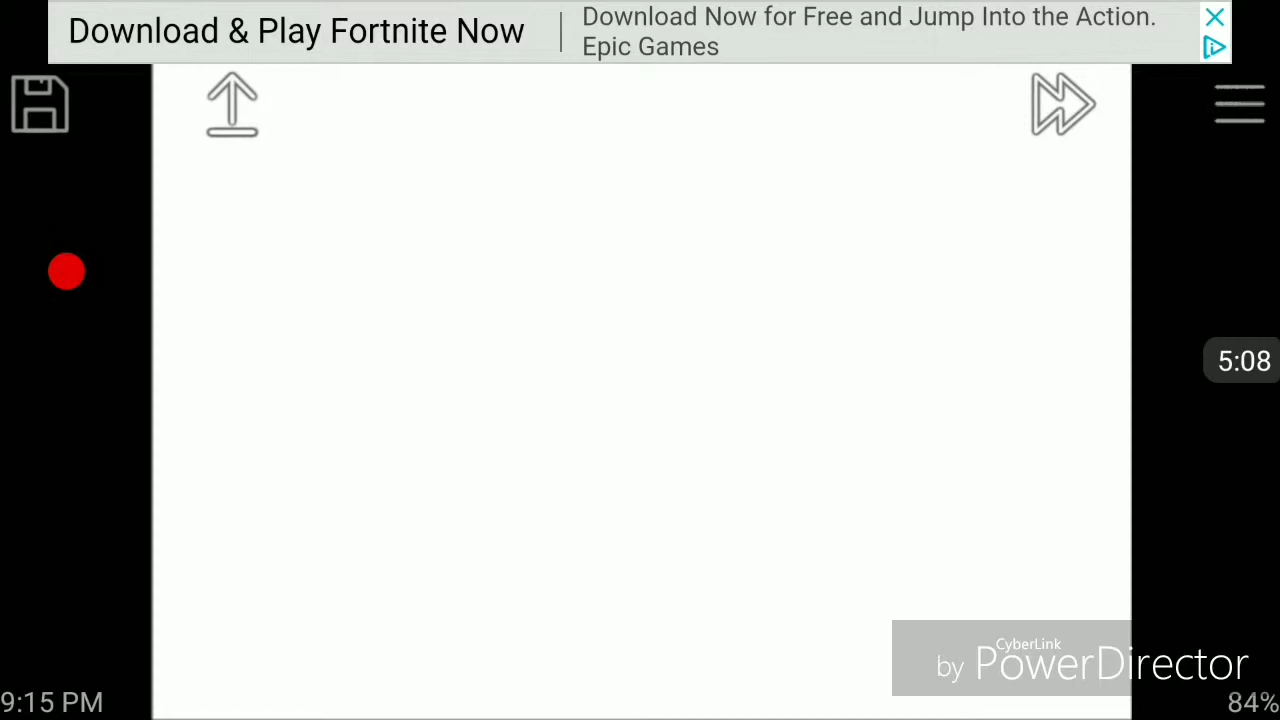 Download & Play Fortnite Now
Download Now for Free and Jump Into the Action.
Epic Games
5:08
CyberLink
by PowerDirector
9:15 PM
84%